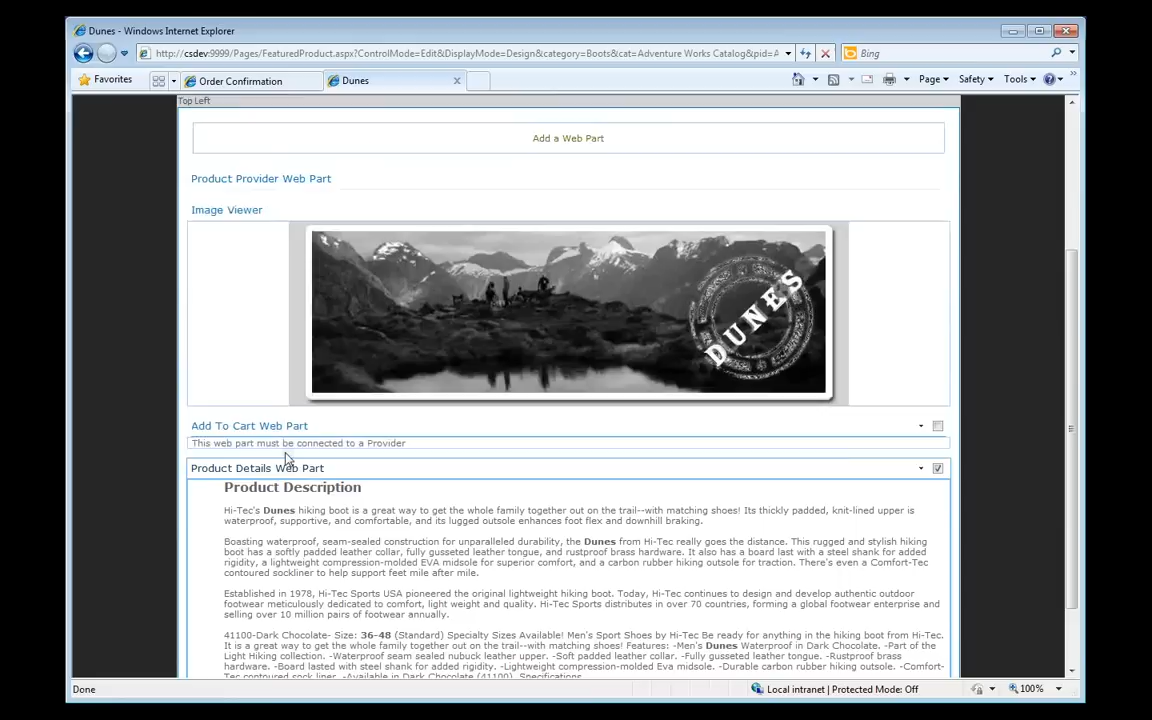 Dunes - Windows Internet Explorer
http://csdev:9999/Pages/FeaturedProduct.aspx?ControlMode=Edit&DisplayMode=Design&category=Boots&cat=Adventure Works Catalog&pid=A
Bing
Favorites
Order Confirmation
Dunes
Page
Safety
Tools
Top Left
Add a Web Part
Product Provider Web Part
Image Viewer
DUNES
Add To Cart Web Part
This web part must be connected to a Provider
Product Details Web Part
Product Description
Hi-Tec's Dunes hiking boot is a great way to get the whole family together out on the trail--with matching shoes! Its thickly padded, knit-lined upper is
waterproof, supportive, and comfortable, and its lugged outsole enhances foot flex and downhill braking.
Boasting waterproof, seam-sealed construction for unparalleled durability, the Dunes from Hi-Tec really goes the distance. This rugged and stylish hiking
boot has a softly padded leather collar, fully gusseted leather tongue, and rustproof brass hardware. It also has a board last with a steel shank for added
rigidity, a lightweight compression-molded EVA midsole for superior comfort, and a carbon rubber hiking outsole for traction. There's even a Comfort-Tec
contoured sockliner to help support feet mile after mile.
Established in 1978, Hi-Tec Sports USA pioneered the original lightweight hiking boot. Today, Hi-Tec continues to design and develop authentic outdoor
footwear meticulously dedicated to comfort, light weight and quality. Hi-Tec Sports distributes in over 70 countries, forming a global footwear enterprise and
selling over 10 million pairs of footwear annually.
41100-Dark Chocolate- Size: 36-48 (Standard) Specialty Sizes Available! Men's Sport Shoes by Hi-Tec Be ready for anything in the hiking boot from Hi-Tec.
It is a great way to get the whole family together out on the trail--with matching shoes! Features: -Men's Dunes Waterproof in Dark Chocolate. -Part of the
Light Hiking collection. -Waterproof seam sealed nubuck leather upper. -Soft padded leather collar. -Fully gusseted leather tongue. -Rustproof brass
hardware. -Board lasted with steel shank for added rigidity. -Lightweight compression-molded Eva midsole. -Durable carbon rubber hiking outsole. -Comfort-
Tec contoured sock liner. -Available in Dark Chocolate (41100). Specifications
Done
Local intranet | Protected Mode: Off
100%